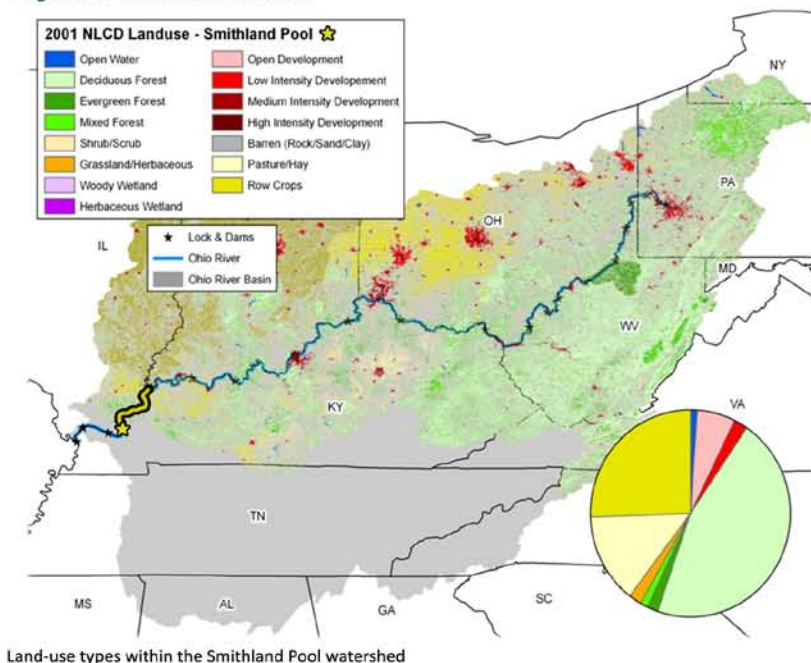 2001 NLCD Landuse - Smithland Pool
Open Water
Deciduous Forest
Evergreen Forest
Mixed Forest
Shrub/Scrub
Grassland/Herbaceous
Woody Wetland
Herbaceous Wetland
Open Development
Low Intensity Developement
Medium Intensity Development
High Intensity Development
Barren (Rock/Sand/Clay)
Pasture/Hay
Row Crops
Lock & Dams
Ohio River
Ohio River Basin
NY
PA
OH
IL
MD
WV
KY
VA
TN
MS
AL
GA
SC
Land-use types within the Smithland Pool watershed